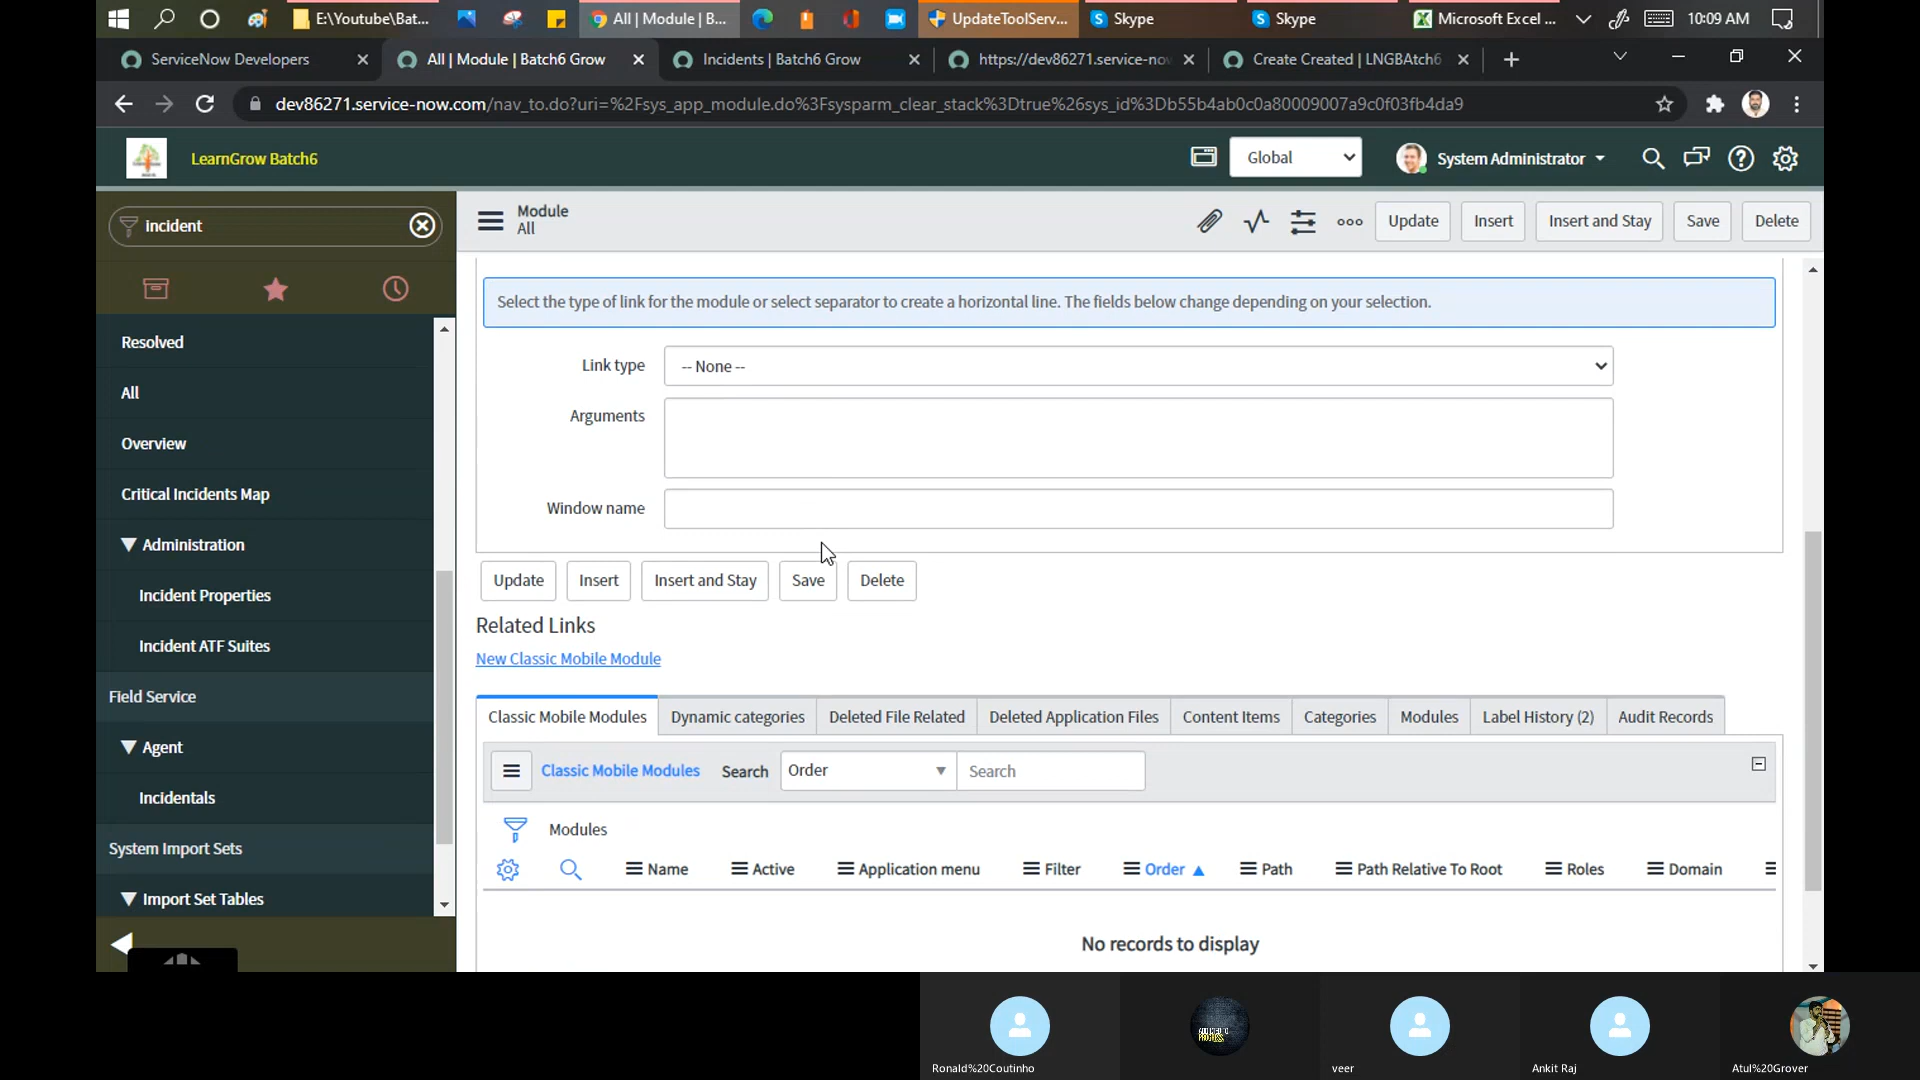 E:\Youtube\Bat...
All | Module | B...
UpdateToolServ...
Skype
Skype
Microsoft Excel ...
10:09 AM
ServiceNow Developers
All | Module | Batch6 Grow
Incidents | Batch6 Grow
https://dev86271.service-now
Create Created | LNGBAtch6
dev86271.service-now.com/nav_to.do?uri=%2Fsys_app_module.do%3Fsysparm_clear_stack%3Dtrue%26sys_id%3Db55b4ab0c0a80009007a9c0f03fb4da9
LearnGrow Batch6
Global
System Administrator
incident
Module
All
Update
Insert
Insert and Stay
Save
Delete
Resolved
All
Overview
Critical Incidents Map
Administration
Incident Properties
Incident ATF Suites
Field Service
Agent
Incidentals
System Import Sets
Import Set Tables
Select the type of link for the module or select separator to create a horizontal line. The fields below change depending on your selection.
Link type
-- None --
Arguments
Window name
Update
Insert
Insert and Stay
Save
Delete
Related Links
New Classic Mobile Module
Classic Mobile Modules
Dynamic categories
Deleted File Related
Deleted Application Files
Content Items
Categories
Modules
Label History (2)
Audit Records
Classic Mobile Modules
Search
Order
Search
Modules
Name
Active
Application menu
Filter
Order
Path
Path Relative To Root
Roles
Domain
No records to display
Ronald%20Coutinho
veer
Ankit Raj
Atul%20Grover